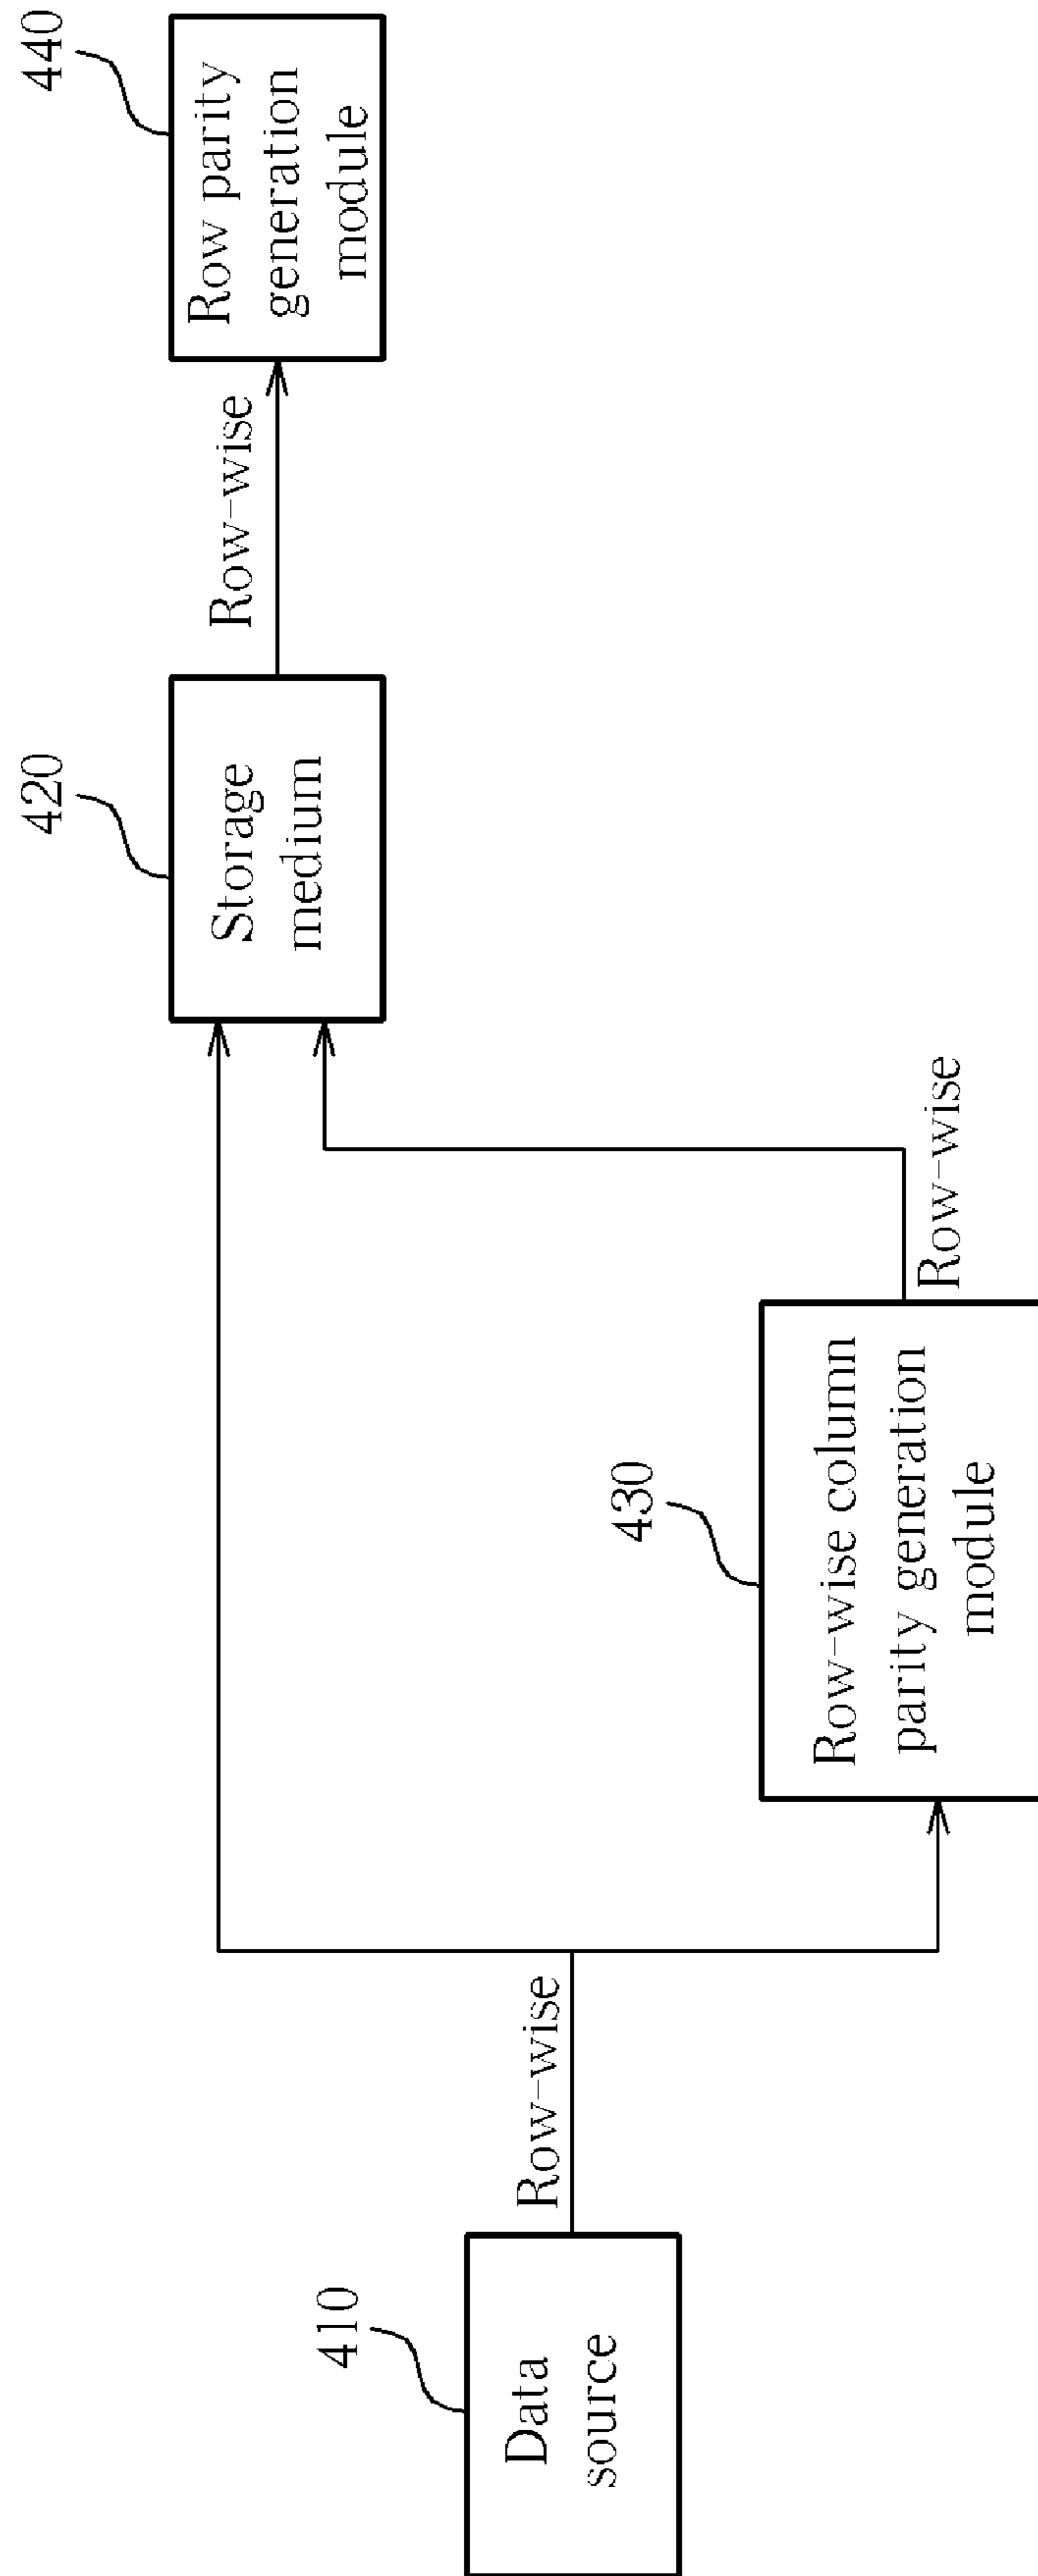 410
Data
source
Row-wise
430
Row-wise column
parity generation
module
Row-wise
420
Storage
medium
Row-wise
440
Row parity
generation
module